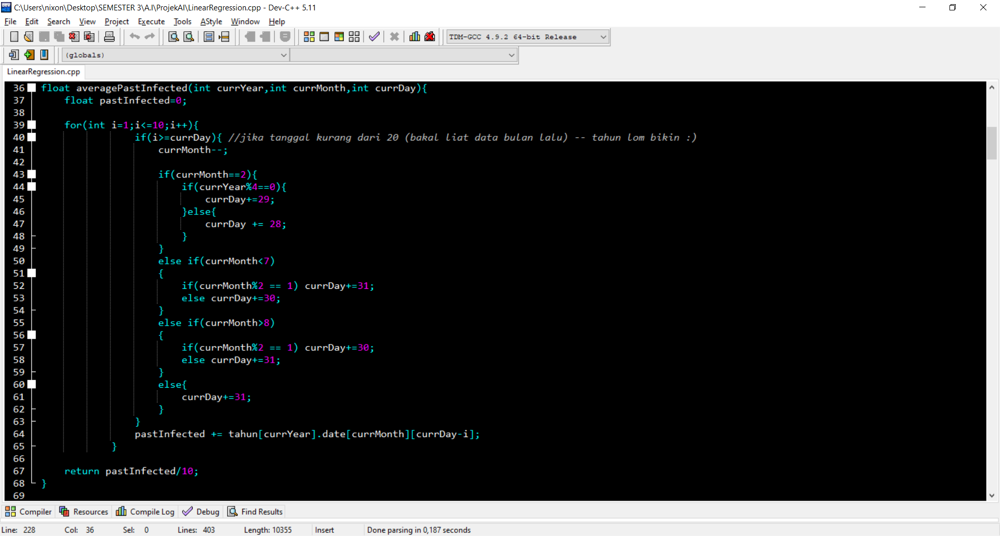 C:\Users\nixon\Desktop\SEMESTER 3\A.I\ProjekAI\LinearRegression.cpp - Dev-C++ 5.11
File Edit Search View Project Execute Tools AStyle Window Help
TDM-GCC 4.9.2 64-bit Release
(globals)
LinearRegression.cpp
36 float averagePastInfected(int currYear,int currMonth,int currDay){
37 float pastInfected=0;
38
39 for(int i=1;i<=10;i++){
40 if(i>=currDay){ //jika tanggal kurang dari 20 (bakal liat data bulan lalu) -- tahun lom bikin :)
41 currMonth--;
42
43 if(currMonth==2){
44 if(currYear%4==0){
45 currDay+=29;
46 }else{
47 currDay += 28;
48 }
49 }
50 else if(currMonth<7)
51 {
52 if(currMonth%2 == 1) currDay+=31;
53 else currDay+=30;
54 }
55 else if(currMonth>8)
56 {
57 if(currMonth%2 == 1) currDay+=30;
58 else currDay+=31;
59 }
60 else{
61 currDay+=31;
62 }
63 }
64 pastInfected += tahun[currYear].date[currMonth][currDay-i];
65 }
66
67 return pastInfected/10;
68 }
69
Compiler Resources Compile Log Debug Find Results
Line: 228 Col: 36 Sel: 0 Lines: 403 Length: 10355 Insert Done parsing in 0,187 seconds